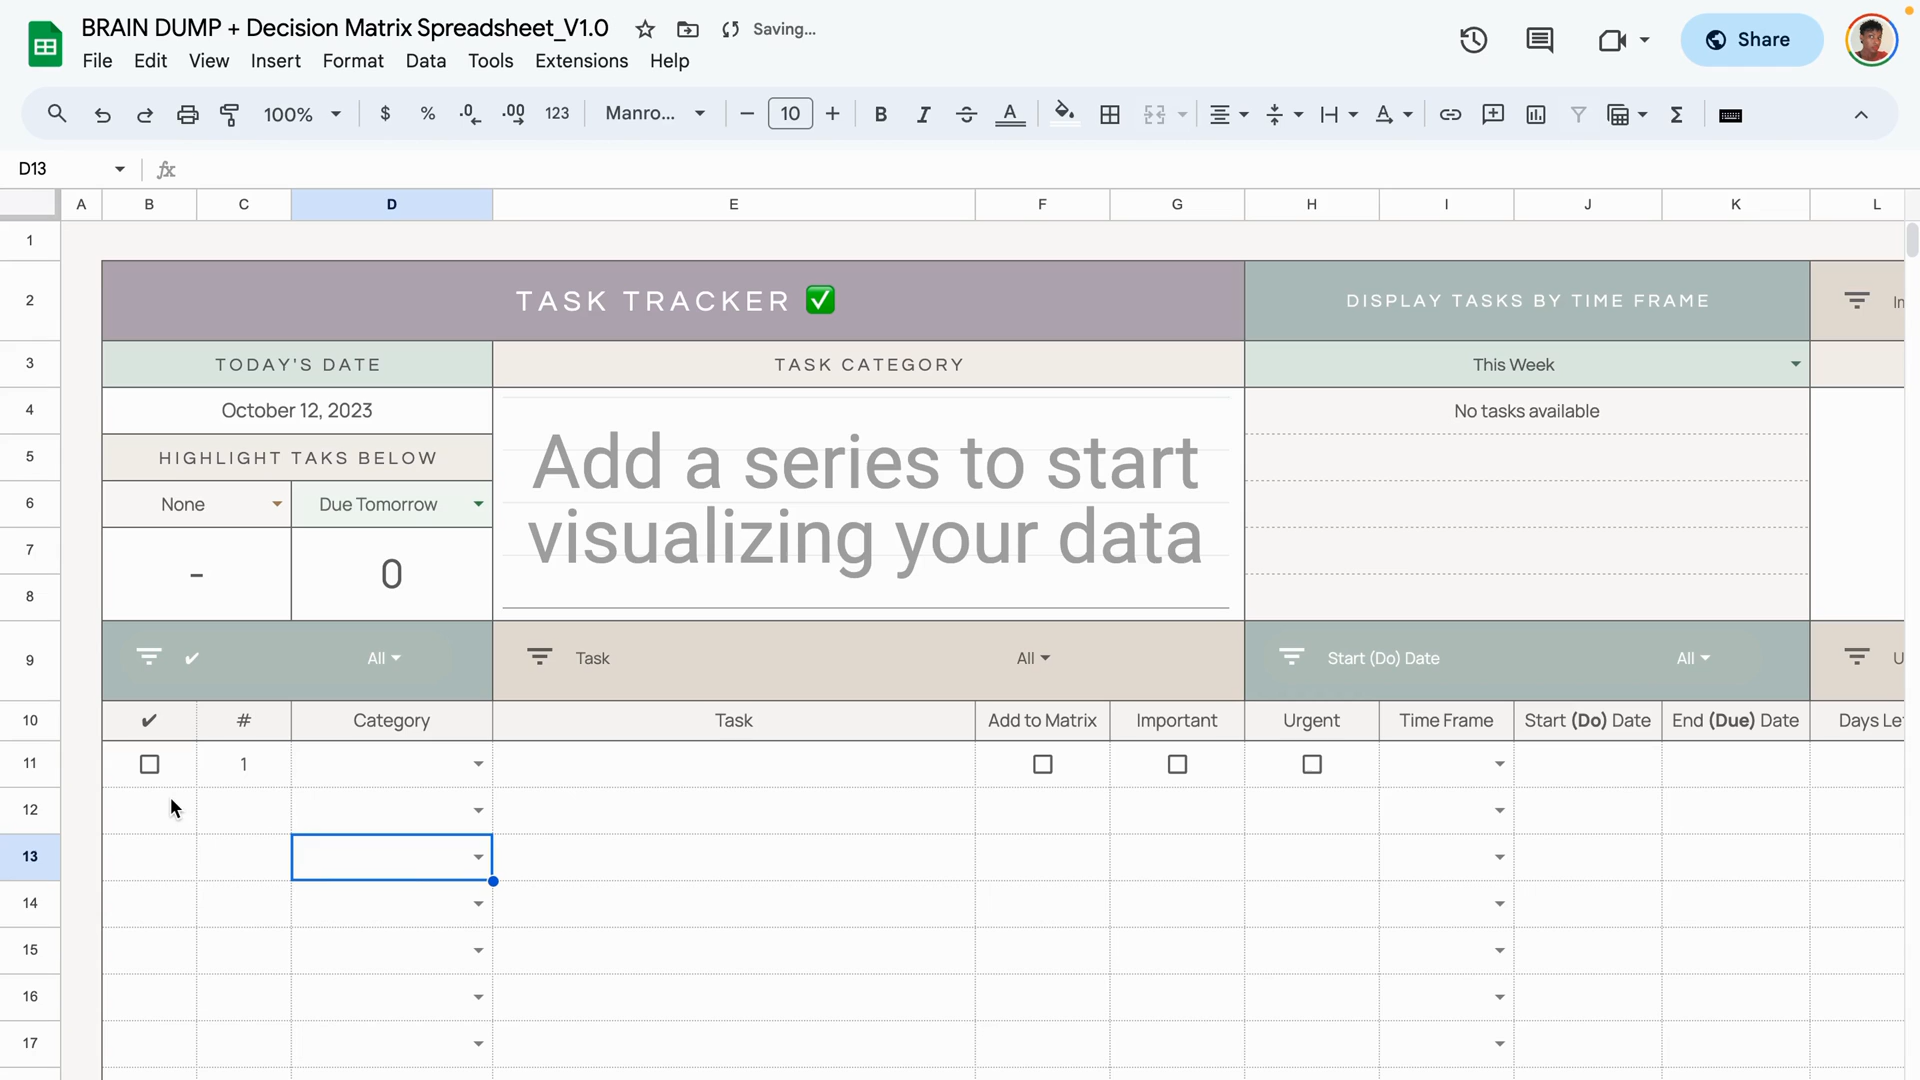 BRAIN DUMP + Decision Matrix Spreadsheet_V1.0 Saving...
File Edit View Insert Format Data Tools Extensions Help
Share
100% $ % .0 .00 123 Manro... 10 B I A
D13 fx
A B C D E F G H I J K L
1
2 TASK TRACKER ✅ DISPLAY TASKS BY TIME FRAME
3 TODAY'S DATE TASK CATEGORY This Week
4 October 12, 2023 No tasks available
Add a series to start
visualizing your data
5 HIGHLIGHT TAKS BELOW
6 None Due Tomorrow
7 - 0
8
9 ✔ All Task All Start (Do) Date All
10 ✔ # Category Task Add to Matrix Important Urgent Time Frame Start (Do) Date End (Due) Date Days Le
11 1
12
13
14
15
16
17